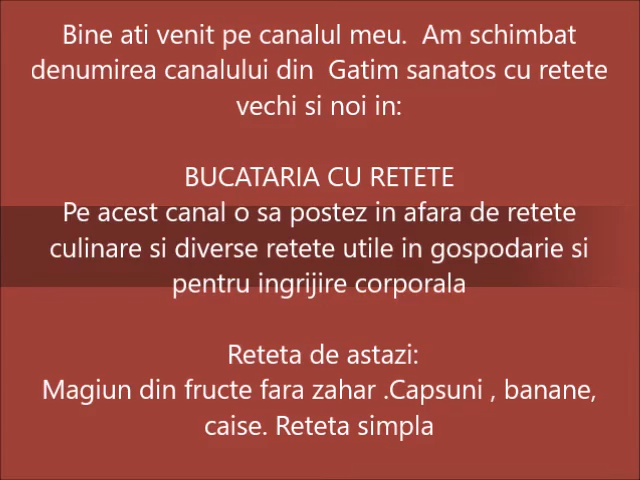 Bine ati venit pe canalul meu.  Am schimbat
denumirea canalului din  Gatim sanatos cu retete
vechi si noi in:
BUCATARIA CU RETETE
Pe acest canal o sa postez in afara de retete
culinare si diverse retete utile in gospodarie si
pentru ingrijire corporala
Reteta de astazi:
Magiun din fructe fara zahar .Capsuni , banane,
caise. Reteta simpla